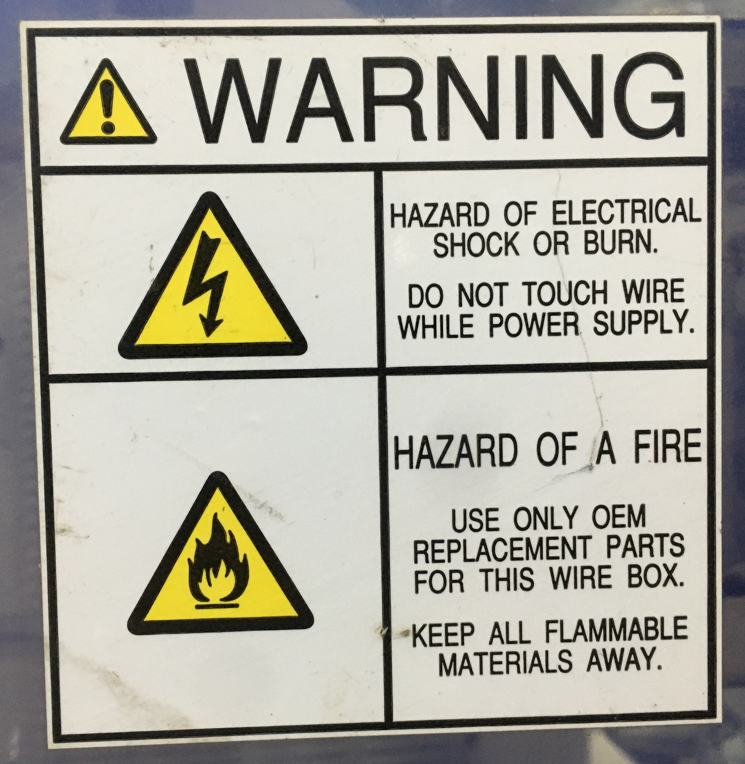 WARNING
HAZARD OF ELECTRICAL
SHOCK OR BURN.
DO NOT TOUCH WIRE
WHILE POWER SUPPLY.
HAZARD OF A FIRE
USE ONLY OEM
REPLACEMENT PARTS
FOR THIS WIRE BOX.
KEEP ALL FLAMMABLE
MATERIALS AWAY.